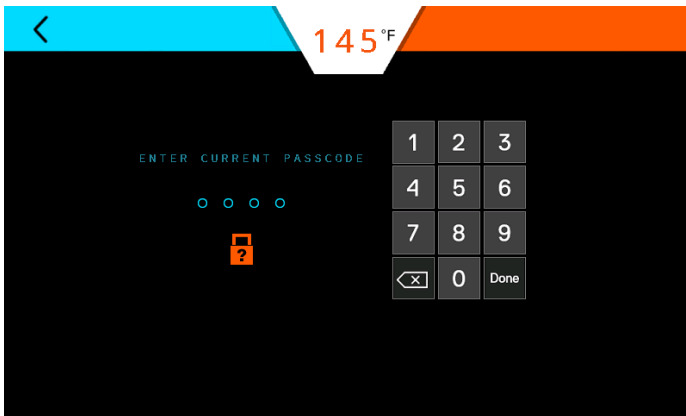 145°F
ENTER CURRENT PASSCODE
1 2 3
4 5 6
7 8 9
0 Done
?